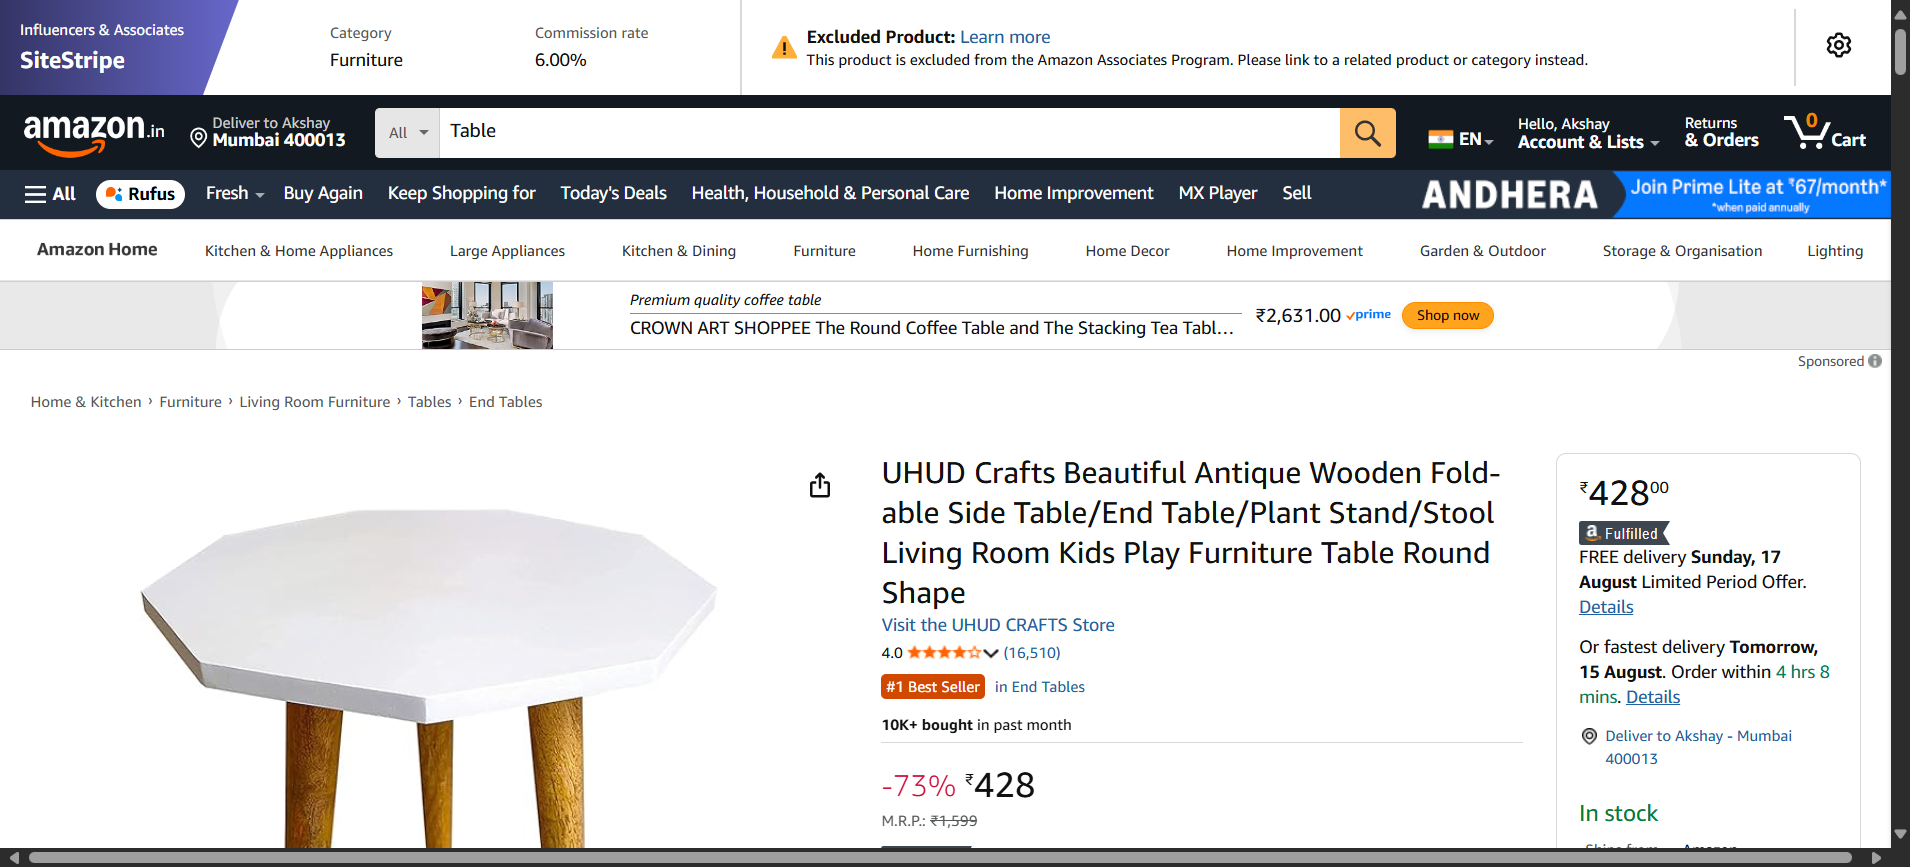 Influencers & Associates
SiteStripe
Category
Furniture
Commission rate
6.00%
Excluded Product: Learn more
This product is excluded from the Amazon Associates Program. Please link to a related product or category instead.
amazon.in
Deliver to Akshay
Mumbai 400013
All
Table
EN
Hello, Akshay
Account & Lists
Returns
& Orders
0
Cart
All
Rufus
Fresh
Buy Again
Keep Shopping for
Today's Deals
Health, Household & Personal Care
Home Improvement
MX Player
Sell
ANDHERA
Join Prime Lite at ₹67/month*
*when paid annually
Amazon Home
Kitchen & Home Appliances
Large Appliances
Kitchen & Dining
Furniture
Home Furnishing
Home Decor
Home Improvement
Garden & Outdoor
Storage & Organisation
Lighting
Premium quality coffee table
CROWN ART SHOPPEE The Round Coffee Table and The Stacking Tea Tabl…
₹2,631.00 prime
Shop now
Sponsored
Home & Kitchen › Furniture › Living Room Furniture › Tables › End Tables
UHUD Crafts Beautiful Antique Wooden Fold-
able Side Table/End Table/Plant Stand/Stool
Living Room Kids Play Furniture Table Round
Shape
Visit the UHUD CRAFTS Store
4.0 (16,510)
#1 Best Seller in End Tables
10K+ bought in past month
-73% ₹428
M.R.P.: ₹1,599
₹42800
a Fulfilled
FREE delivery Sunday, 17
August Limited Period Offer.
Details
Or fastest delivery Tomorrow,
15 August. Order within 4 hrs 8
mins. Details
Deliver to Akshay - Mumbai
400013
In stock